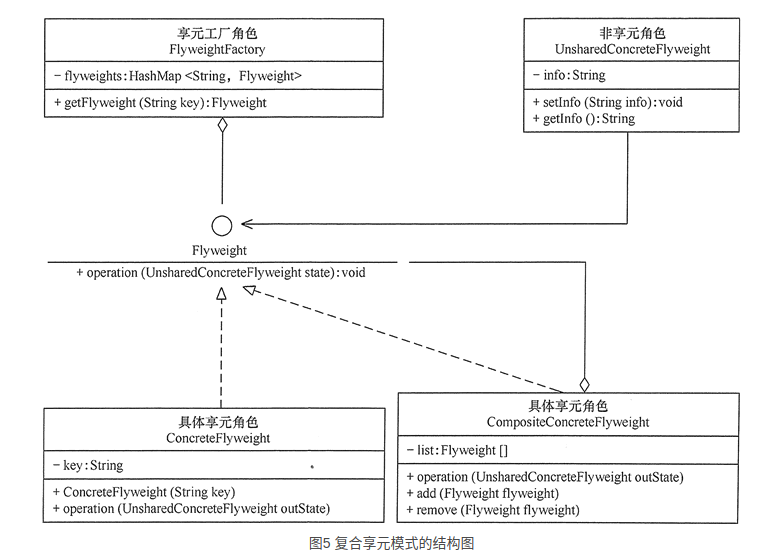 享元工厂角色
FlyweightFactory
− flyweights:HashMap <String, Flyweight>
+ getFlyweight (String key):Flyweight
非享元角色
UnsharedConcreteFlyweight
− info:String
+ setInfo (String info):void
+ getInfo ():String
Flyweight
+ operation (UnsharedConcreteFlyweight state):void
具体享元角色
ConcreteFlyweight
− key:String
+ ConcreteFlyweight (String key)
+ operation (UnsharedConcreteFlyweight outState)
具体享元角色
CompositeConcreteFlyweight
− list:Flyweight []
+ operation (UnsharedConcreteFlyweight outState)
+ add (Flyweight flyweight)
+ remove (Flyweight flyweight)
图5 复合享元模式的结构图